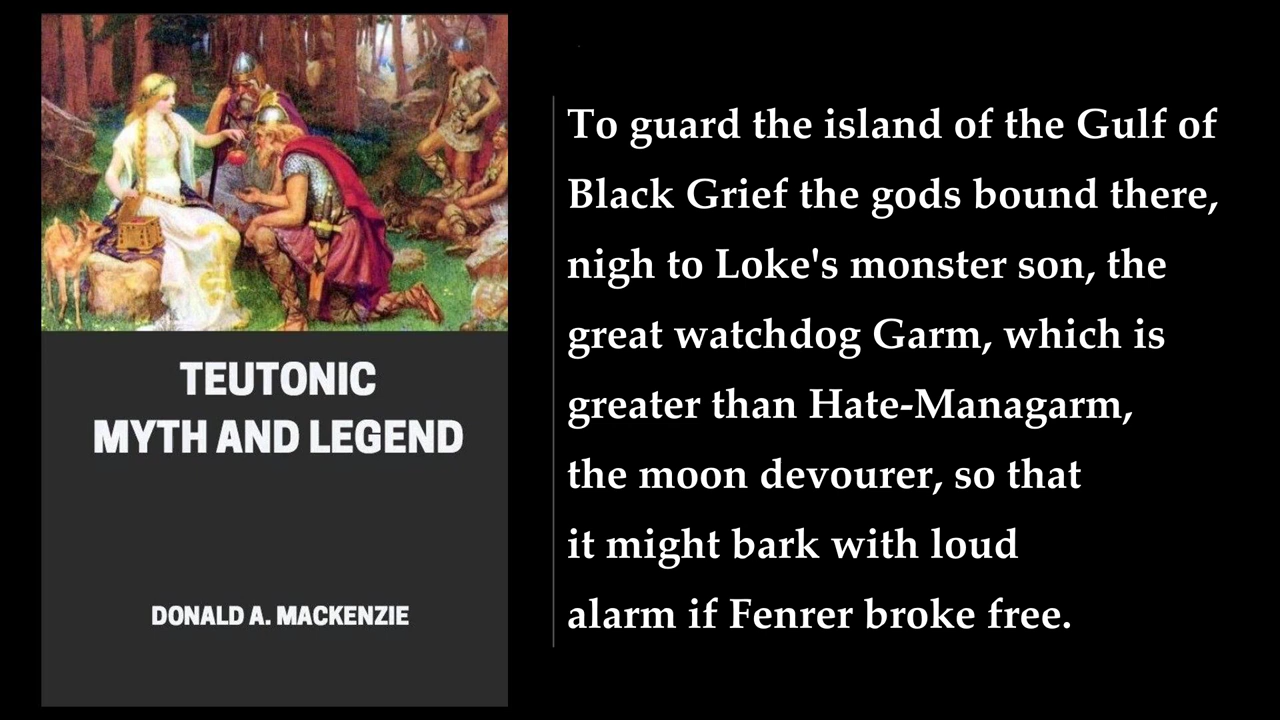 TEUTONIC
MYTH AND LEGEND
DONALD A. MACKENZIE
To guard the island of the Gulf of
Black Grief the gods bound there,
nigh to Loke's monster son, the
great watchdog Garm, which is
greater than Hate-Managarm,
the moon devourer, so that
it might bark with loud
alarm if Fenrer broke free.